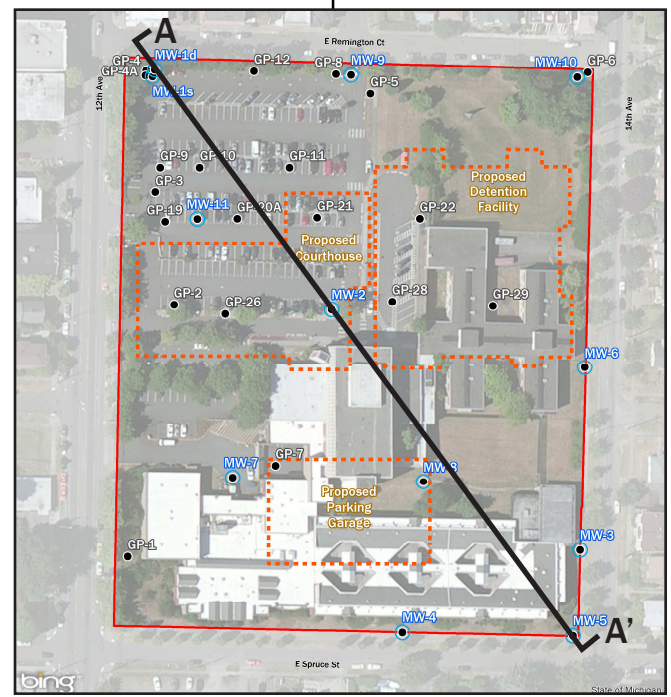 A
E Remington Ct
MW-1d
GP-4
GP-4A
MW-1s
GP-12
GP-8
MW-9
GP-5
MW-10
GP-6
12th Ave
14th Ave
GP-9
GP-10
GP-11
GP-3
GP-19
MW-11
GP-20A
GP-21
GP-22
Proposed
Detention
Facility
Proposed
Courthouse
GP-2
GP-26
MW-2
GP-28
GP-29
MW-6
GP-7
MW-7
MW-8
Proposed
Parking
Garage
GP-1
MW-3
MW-4
MW-5
A'
E Spruce St
bing
State of Michigan